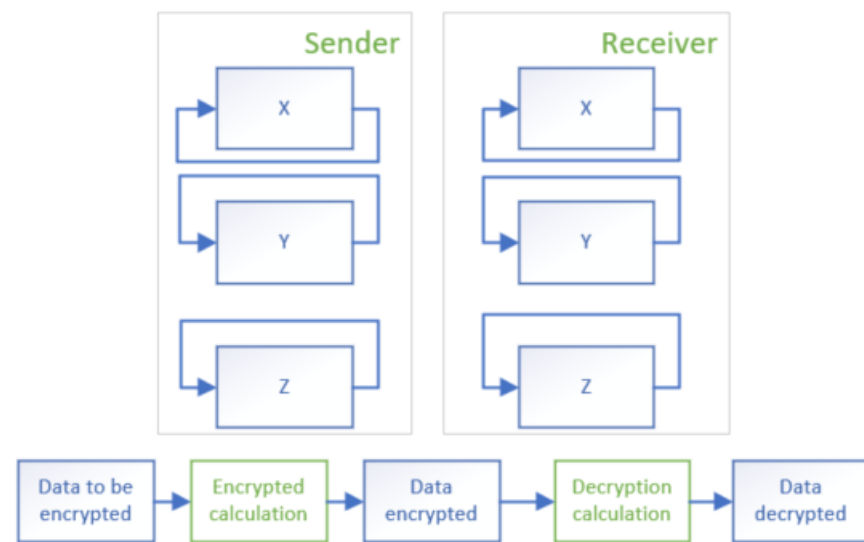 Sender
Receiver
X
X
Y
Y
Z
Z
Data to be
encrypted
Encrypted
calculation
Data
encrypted
Decryption
calculation
Data
decrypted